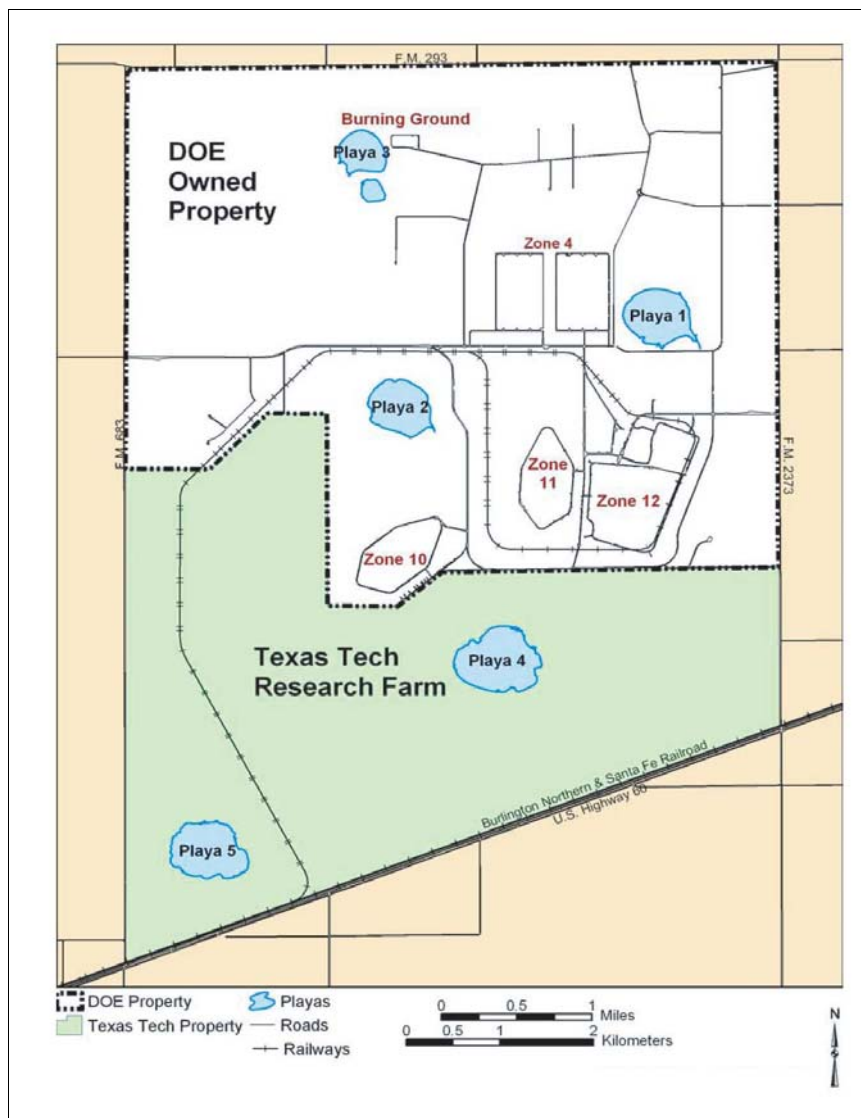 F.M. 293
Burning Ground
Playa 3
DOE
Owned
Property
Zone 4
Playa 1
Playa 2
F.M. 683
F.M. 2373
Zone
11
Zone 12
Zone 10
Playa 4
Texas Tech
Research Farm
Burlington Northern & Santa Fe Railroad
U.S. Highway 60
Playa 5
DOE Property
Playas
0 0.5 1
Miles
N
Texas Tech Property
Roads
0 0.5 1 2
Kilometers
Railways